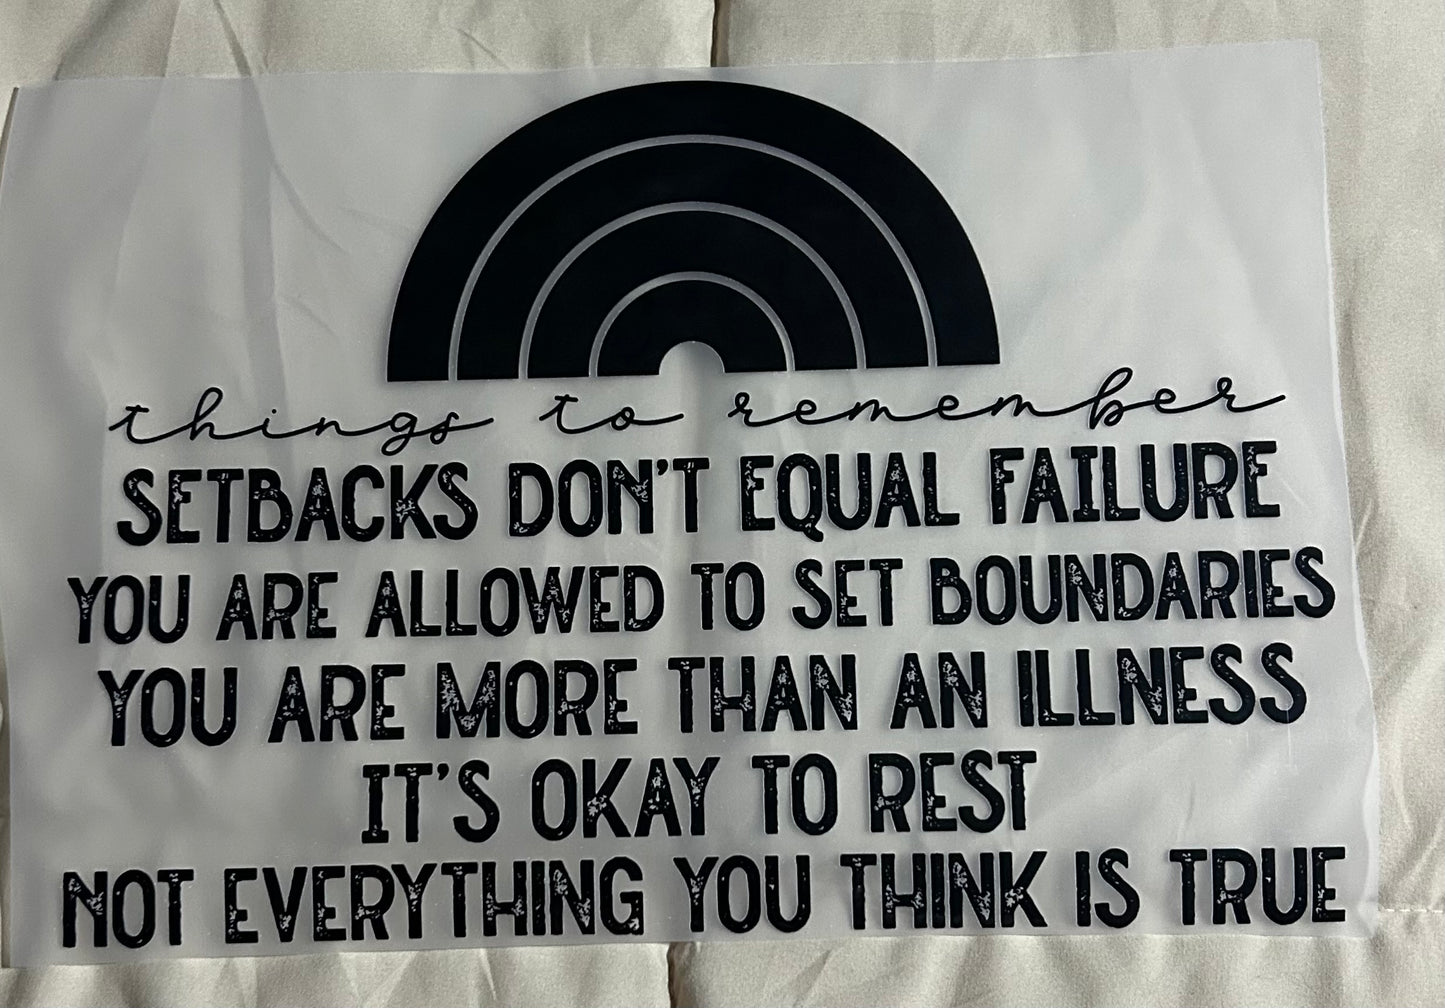 things to remember
SETBACKS DON'T EQUAL FAILURE
YOU ARE ALLOWED TO SET BOUNDARIES
YOU ARE MORE THAN AN ILLNESS
IT'S OKAY TO REST
NOT EVERYTHING YOU THINK IS TRUE